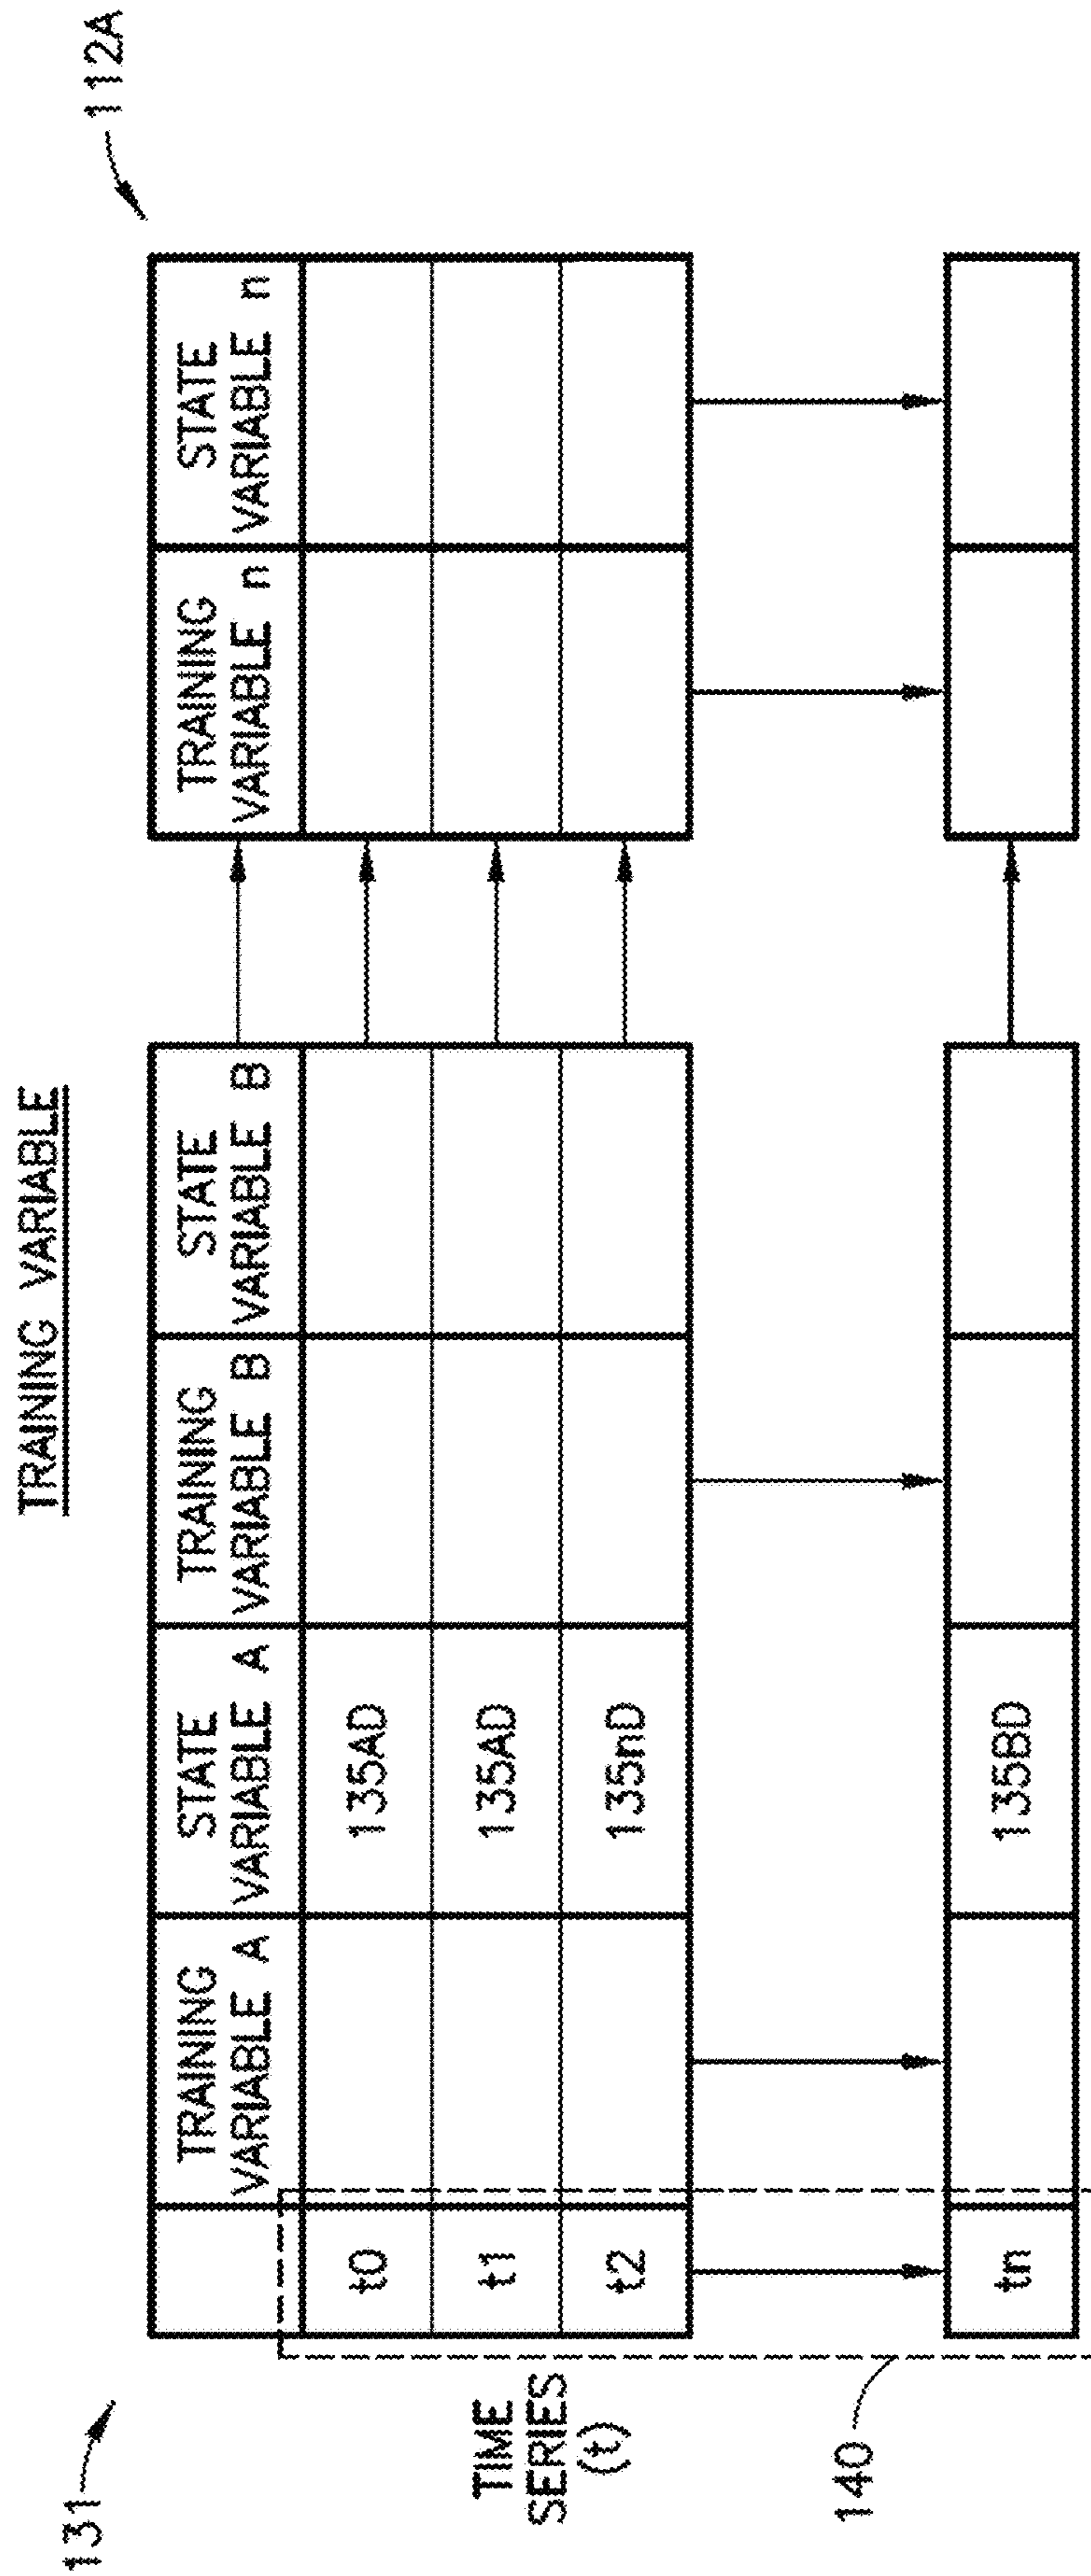 TRAINING VARIABLE
131
112A
TRAINING
VARIABLE A
STATE
VARIABLE A
TRAINING
VARIABLE B
STATE
VARIABLE B
TRAINING
VARIABLE n
STATE
VARIABLE n
TIME
SERIES
(t)
t0
135AD
t1
135AD
t2
135nD
140
tn
135BD